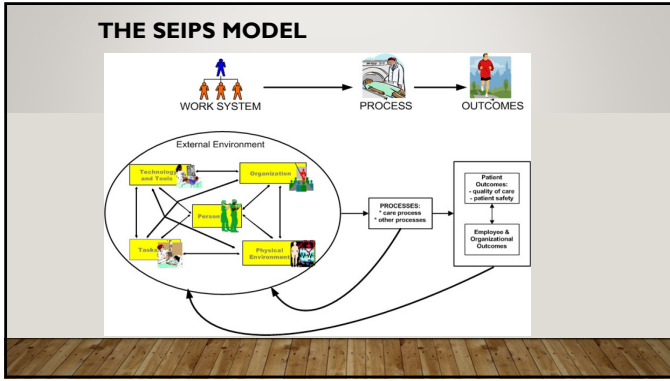 THE SEIPS MODEL
WORK SYSTEM
PROCESS
OUTCOMES
External Environment
Technology
and Tools
Organization
Person
Tasks
Physical
Environment
PROCESSES:
* care process
* other processes
Patient
Outcomes:
- quality of care
- patient safety
Employee &
Organizational
Outcomes